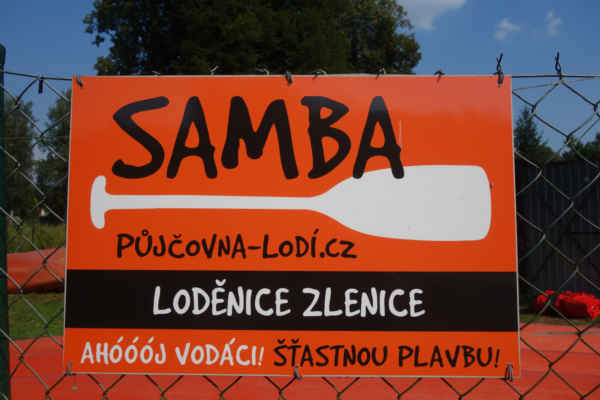 SAMBA
PŮJČOVNA-LODÍ.CZ
LODĚNICE ZLENICE
AHÓÓÓJ VODÁCI! ŠŤASTNOU PLAVBU!